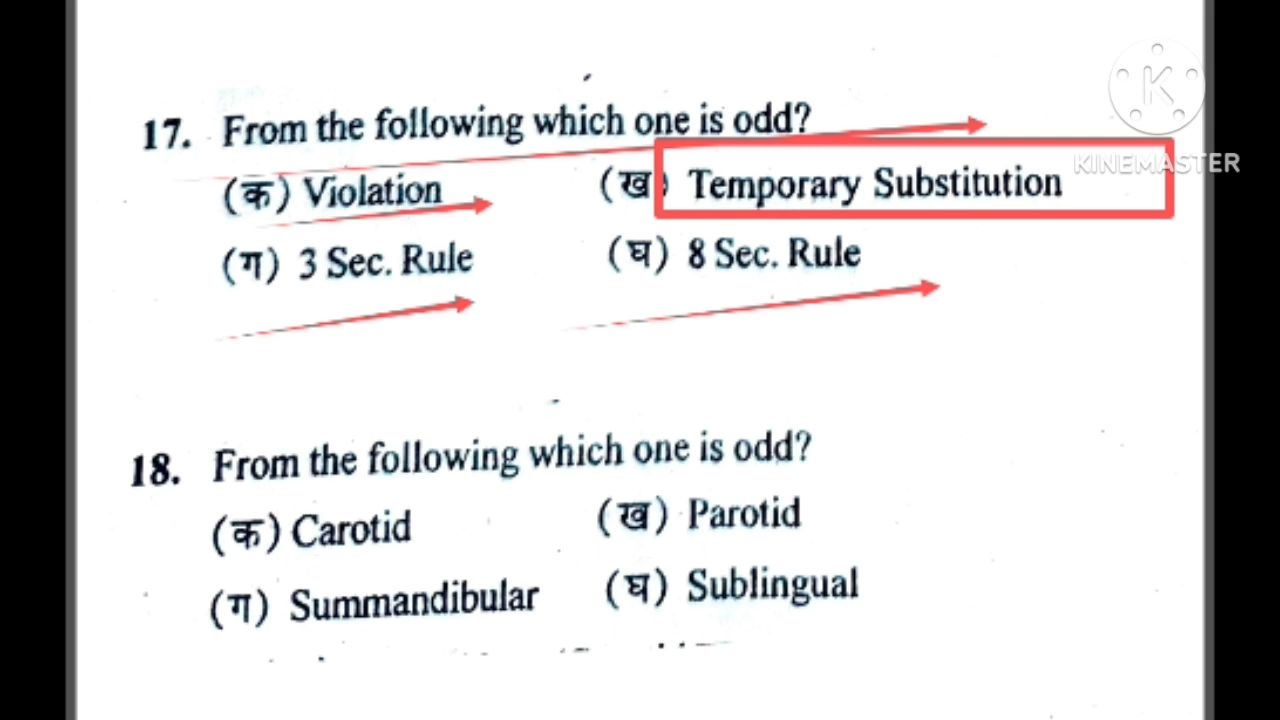 17. From the following which one is odd?
(क) Violation (ख) Temporary Substitution
(ग) 3 Sec. Rule (घ) 8 Sec. Rule
18. From the following which one is odd?
(क) Carotid (ख) Parotid
(ग) Summandibular (घ) Sublingual
K
KINEMASTER